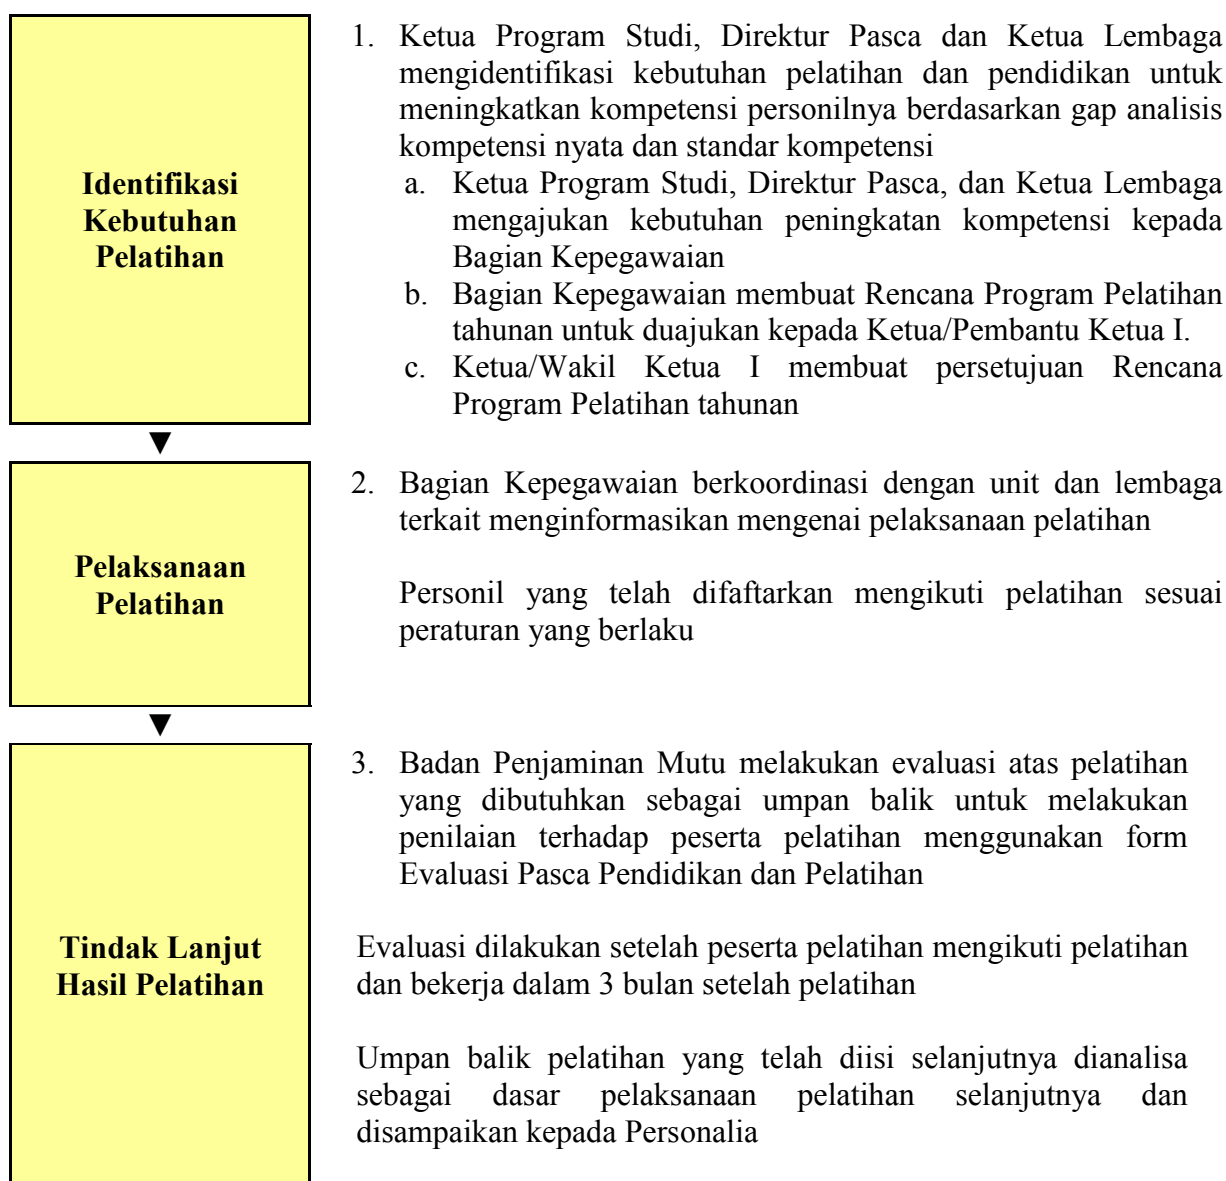 Identifikasi
Kebutuhan
Pelatihan
1. Ketua Program Studi, Direktur Pasca dan Ketua Lembaga
mengidentifikasi kebutuhan pelatihan dan pendidikan untuk
meningkatkan kompetensi personilnya berdasarkan gap analisis
kompetensi nyata dan standar kompetensi
a. Ketua Program Studi, Direktur Pasca, dan Ketua Lembaga
mengajukan kebutuhan peningkatan kompetensi kepada
Bagian Kepegawaian
b. Bagian Kepegawaian membuat Rencana Program Pelatihan
tahunan untuk duajukan kepada Ketua/Pembantu Ketua I.
c. Ketua/Wakil Ketua I membuat persetujuan Rencana
Program Pelatihan tahunan
Pelaksanaan
Pelatihan
2. Bagian Kepegawaian berkoordinasi dengan unit dan lembaga
terkait menginformasikan mengenai pelaksanaan pelatihan
Personil yang telah difaftarkan mengikuti pelatihan sesuai
peraturan yang berlaku
Tindak Lanjut
Hasil Pelatihan
3. Badan Penjaminan Mutu melakukan evaluasi atas pelatihan
yang dibutuhkan sebagai umpan balik untuk melakukan
penilaian terhadap peserta pelatihan menggunakan form
Evaluasi Pasca Pendidikan dan Pelatihan
Evaluasi dilakukan setelah peserta pelatihan mengikuti pelatihan
dan bekerja dalam 3 bulan setelah pelatihan
Umpan balik pelatihan yang telah diisi selanjutnya dianalisa
sebagai dasar pelaksanaan pelatihan selanjutnya dan
disampaikan kepada Personalia